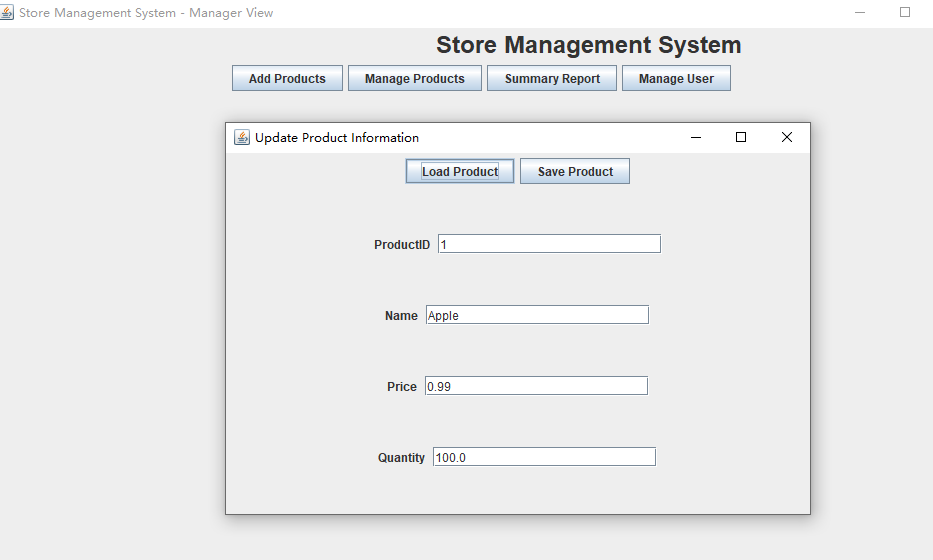 Store Management System - Manager View
Store Management System
Add Products Manage Products Summary Report Manage User
Update Product Information
Load Product Save Product
ProductID 1
Name Apple
Price 0.99
Quantity 100.0